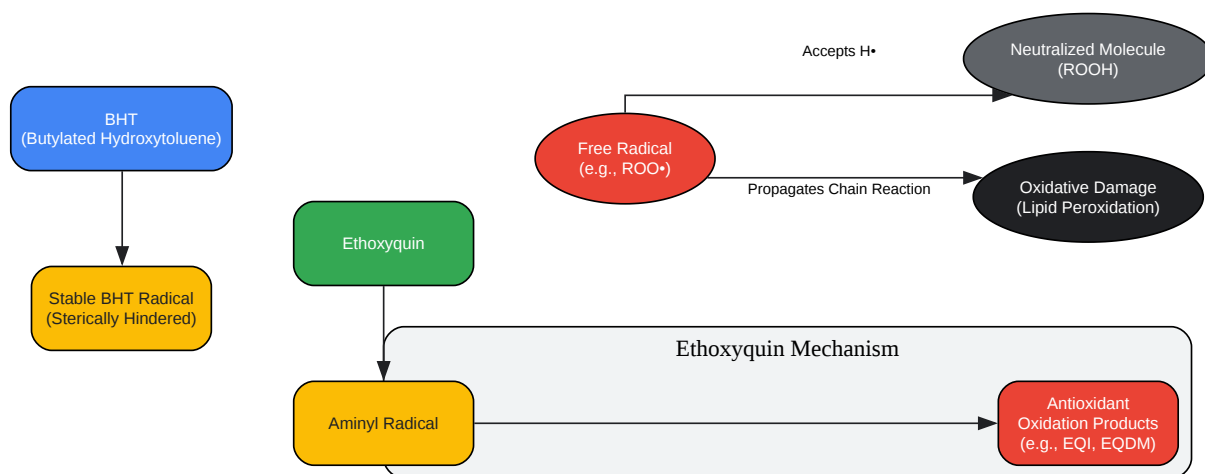 Accepts H•
Neutralized Molecule
(ROOH)
BHT
(Butylated Hydroxytoluene)
Free Radical
(e.g., ROO•)
Propagates Chain Reaction
Oxidative Damage
(Lipid Peroxidation)
Ethoxyquin
Stable BHT Radical
(Sterically Hindered)
Ethoxyquin Mechanism
Aminyl Radical
Antioxidant
Oxidation Products
(e.g., EQI, EQDM)